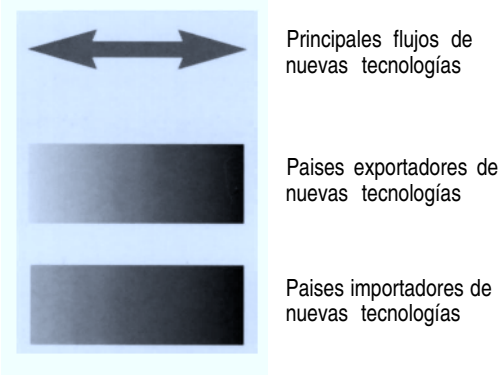 Principales flujos de
nuevas tecnologías
Paises exportadores de
nuevas tecnologías
Paises importadores de
nuevas tecnologías